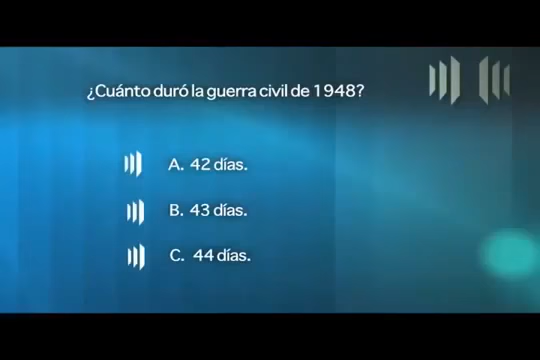 ¿Cuánto duró la guerra civil de 1948?
A. 42 días.
B. 43 días.
C. 44 días.